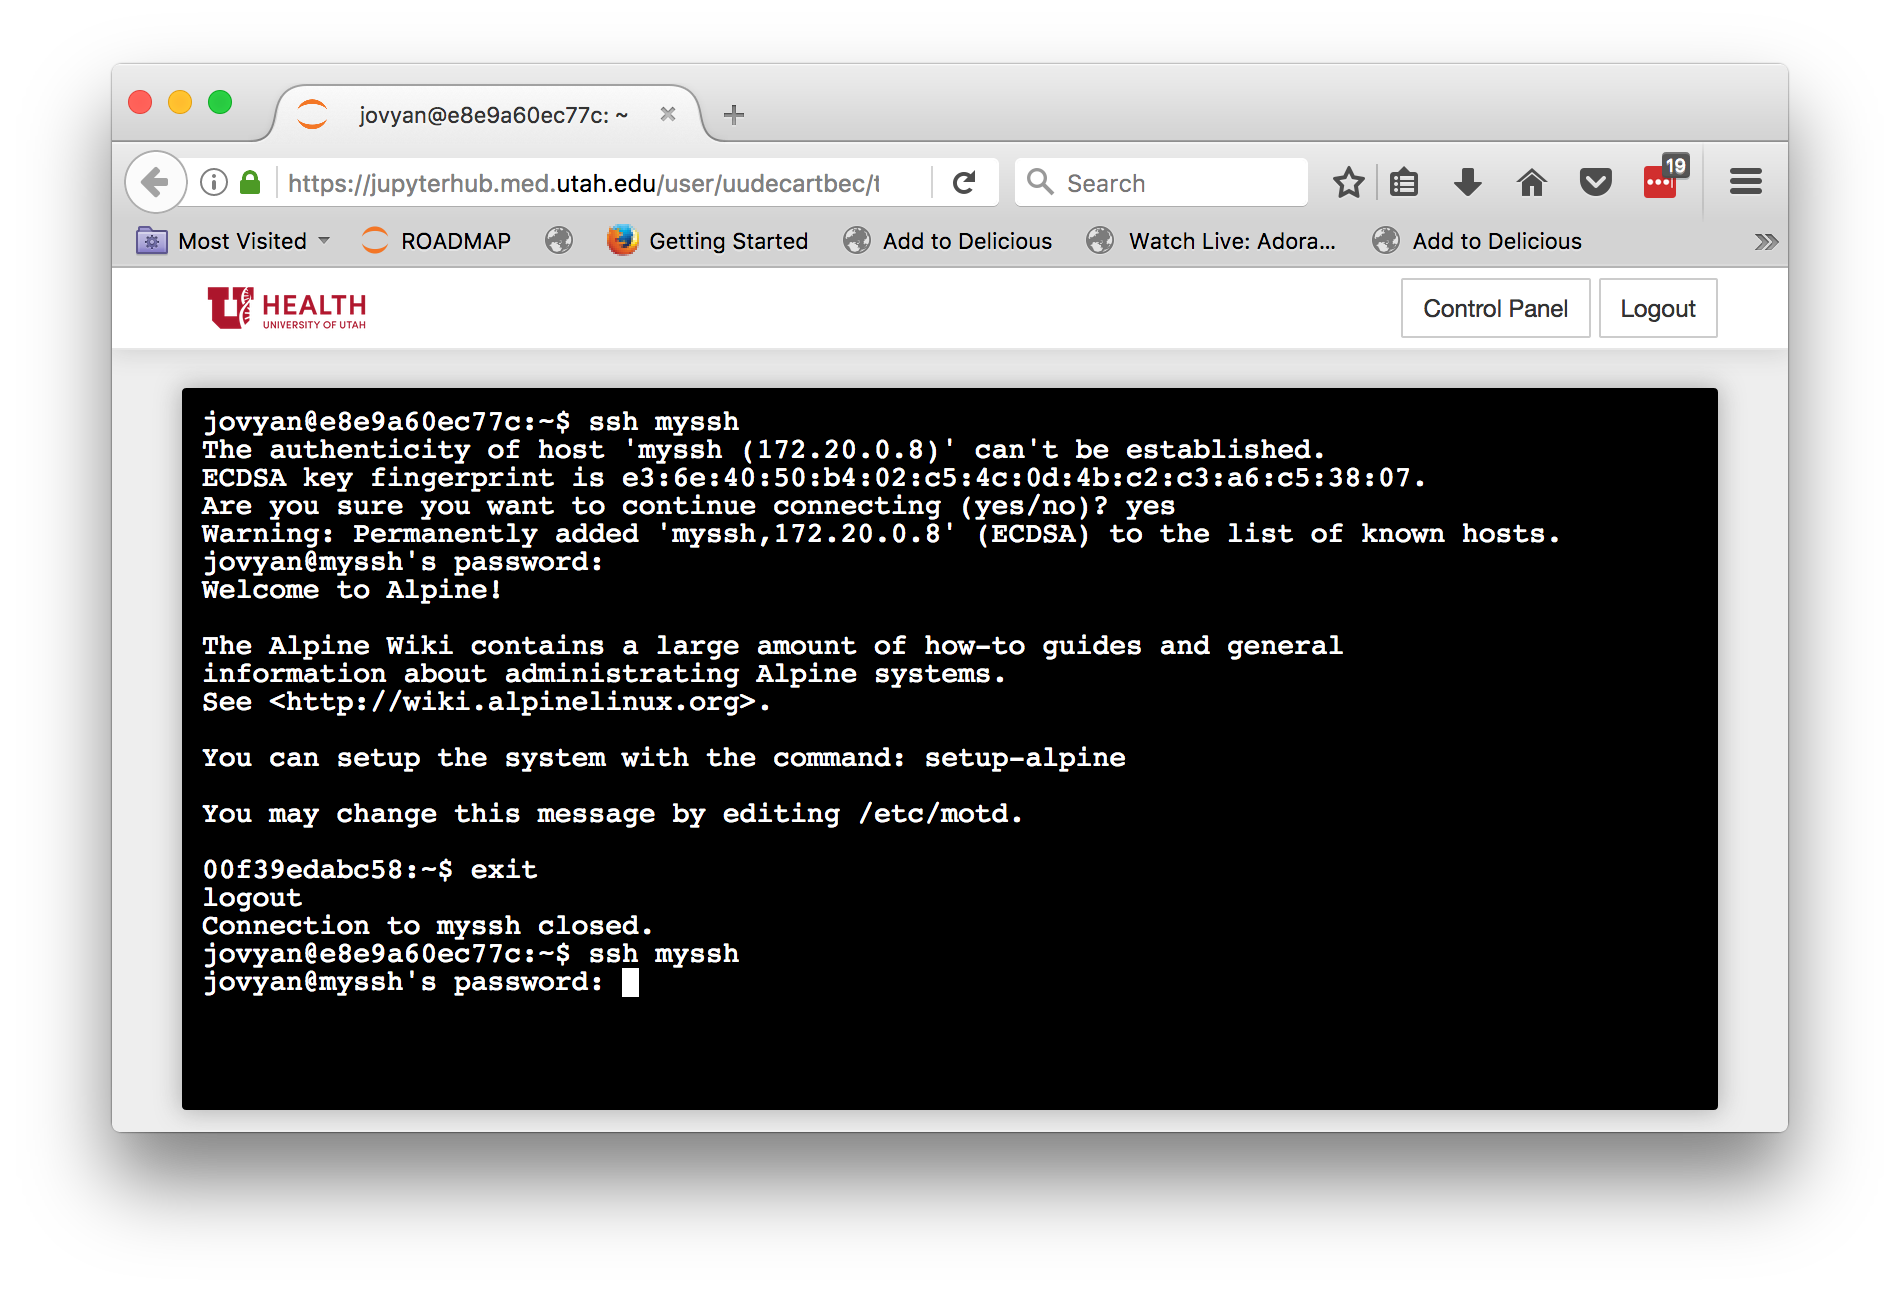 jovyan@e8e9a60ec77c: ~
https://jupyterhub.med.utah.edu/user/uudecartbec/t
Search
19
Most Visited ROADMAP Getting Started Add to Delicious Watch Live: Adora... Add to Delicious
U HEALTH
UNIVERSITY OF UTAH
Control Panel Logout
jovyan@e8e9a60ec77c:~$ ssh myssh
The authenticity of host 'myssh (172.20.0.8)' can't be established.
ECDSA key fingerprint is e3:6e:40:50:b4:02:c5:4c:0d:4b:c2:c3:a6:c5:38:07.
Are you sure you want to continue connecting (yes/no)? yes
Warning: Permanently added 'myssh,172.20.0.8' (ECDSA) to the list of known hosts.
jovyan@myssh's password:
Welcome to Alpine!
The Alpine Wiki contains a large amount of how-to guides and general
information about administrating Alpine systems.
See <http://wiki.alpinelinux.org>.
You can setup the system with the command: setup-alpine
You may change this message by editing /etc/motd.
00f39edabc58:~$ exit
logout
Connection to myssh closed.
jovyan@e8e9a60ec77c:~$ ssh myssh
jovyan@myssh's password: